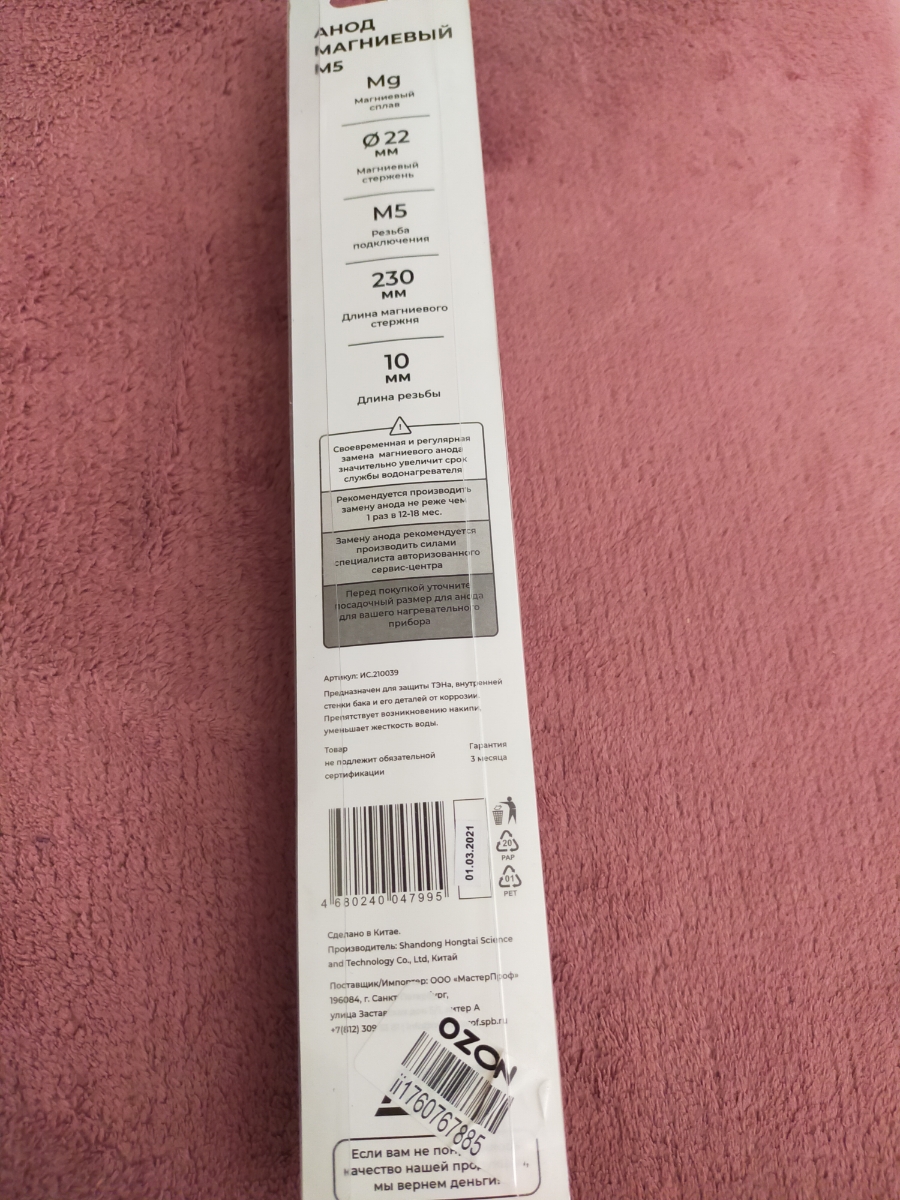 АНОД
МАГНИЕВЫЙ
М5
Mg
Магниевый
сплав
Ø 22
мм
Магниевый
стержень
М5
Резьба
подключения
230
мм
Длина магниевого
стержня
10
мм
Длина резьбы
!
Своевременная и регулярная
замена магниевого анода
значительно увеличит срок
службы водонагревателя
Рекомендуется производить
замену анода не реже чем
1 раз в 12-18 мес.
Замену анода рекомендуется
производить силами
специалиста авторизованного
сервис-центра
Перед покупкой уточните
посадочный размер для анода
для вашего нагревательного
прибора
Артикул: ИС.210039
Предназначен для защиты ТЭНа, внутренней
стенки бака и его деталей от коррозии.
Препятствует возникновению накипи,
уменьшает жесткость воды.
Товар
не подлежит обязательной
сертификации
Гарантия
3 месяца
4 680240 047995
01.03.2021
20
PAP
01
PET
Сделано в Китае.
Производитель: Shandong Hongtai Science
and Technology Co., Ltd, Китай
Поставщик/Импортер: ООО «МастерПроф»
196084, г.
улица
+7(812) 309
OZON
ii1760767885
Если вам не
качество нашей
мы вернем деньги.